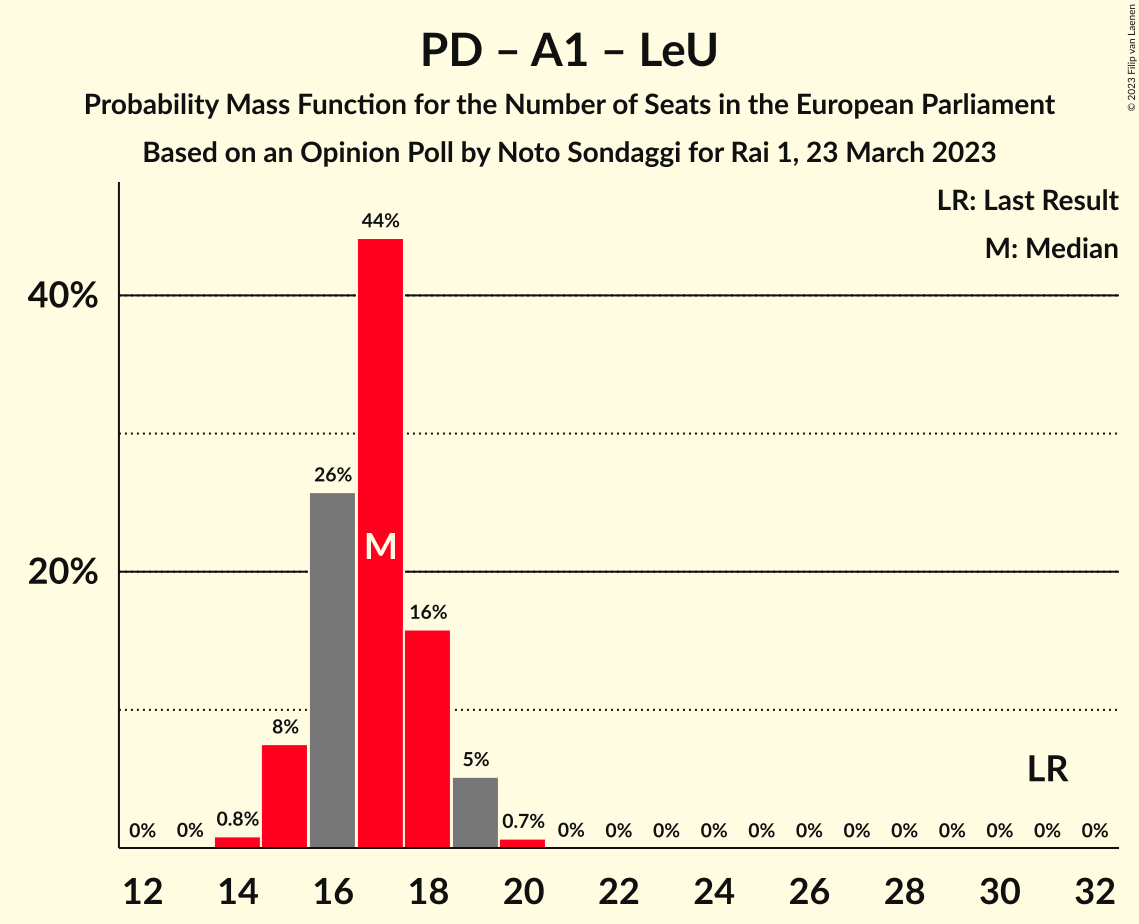 PD – A1 – LeU
Probability Mass Function for the Number of Seats in the European Parliament
Based on an Opinion Poll by Noto Sondaggi for Rai 1, 23 March 2023
© 2023 Filip van Laenen
LR: Last Result
M: Median
40%
20%
0%
0%
0.8%
8%
26%
44%
M
16%
5%
0.7%
0%
0%
0%
0%
0%
0%
0%
0%
0%
0%
0%
0%
LR
12 14 16 18 20 22 24 26 28 30 32